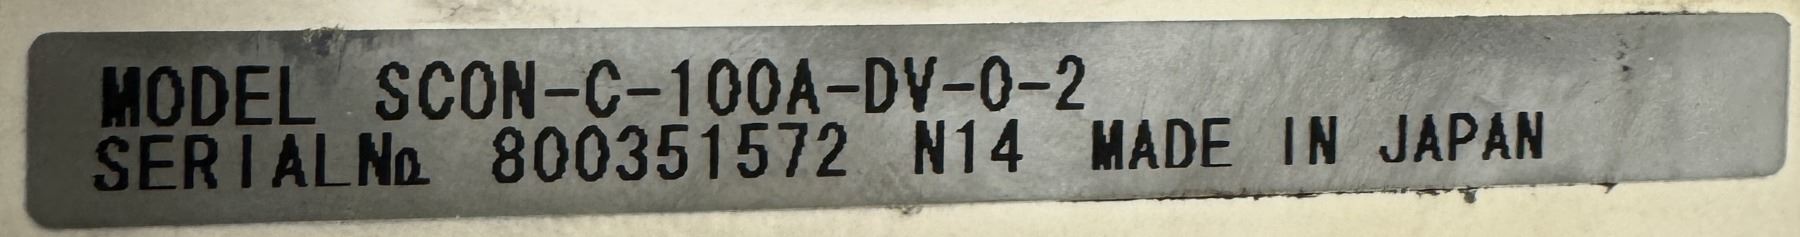 MODEL SCON-C-100A-DV-0-2
SERIAL№ 800351572 N14 MADE IN JAPAN